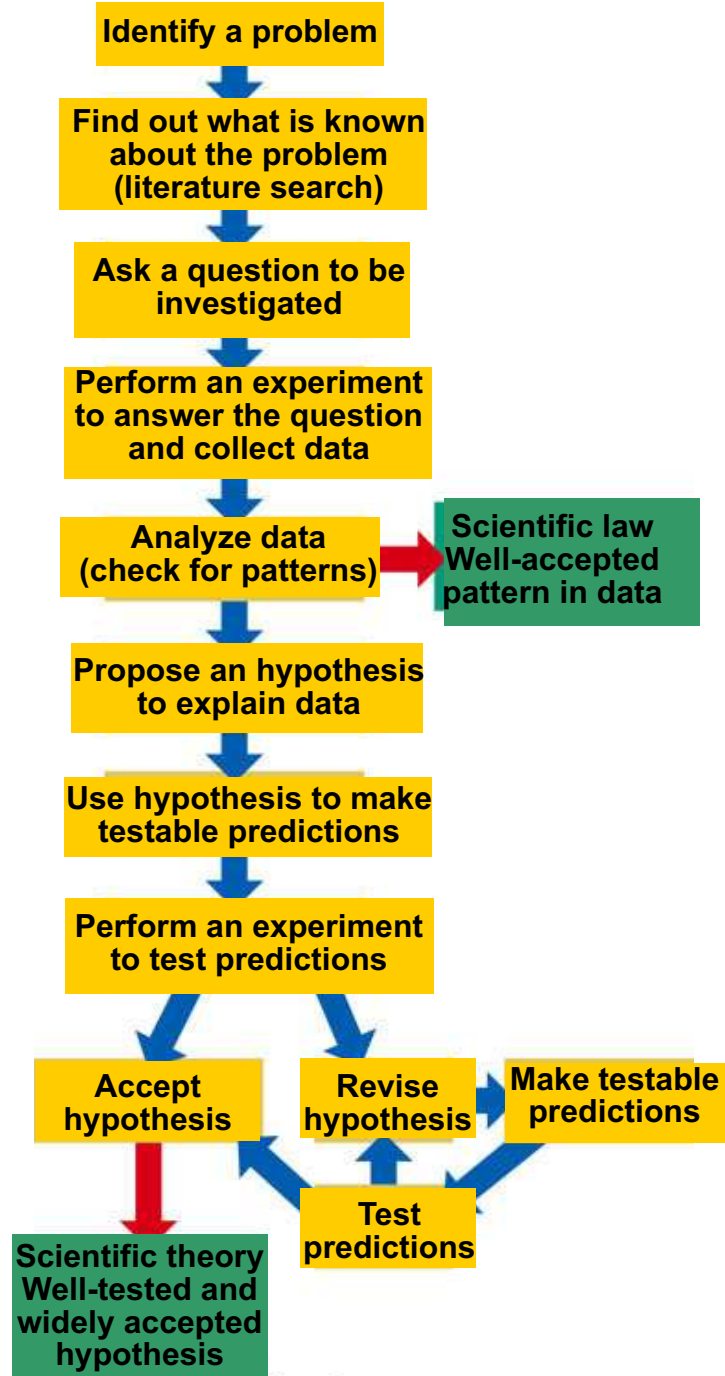 Identify a problem
Find out what is known
about the problem
(literature search)
Ask a question to be
investigated
Perform an experiment
to answer the question
and collect data
Analyze data
(check for patterns)
Scientific law
Well-accepted
pattern in data
Propose an hypothesis
to explain data
Use hypothesis to make
testable predictions
Perform an experiment
to test predictions
Accept
hypothesis
Revise
hypothesis
Make testable
predictions
Test
predictions
Scientific theory
Well-tested and
widely accepted
hypothesis